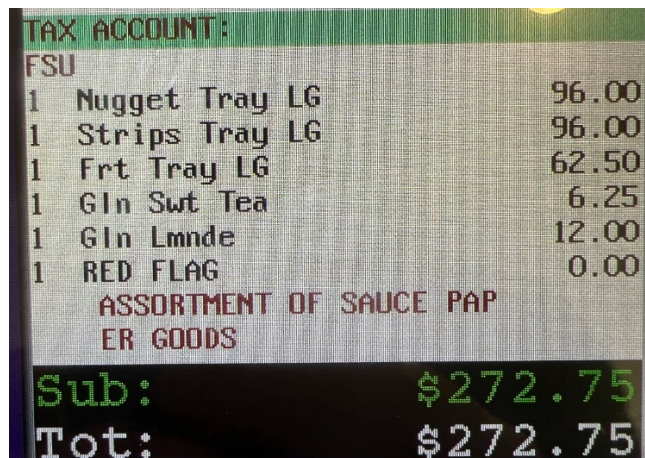 TAX ACCOUNT:
FSU
1 Nugget Tray LG 96.00
1 Strips Tray LG 96.00
1 Frt Tray LG 62.50
1 Gln Swt Tea 6.25
1 Gln Lmnde 12.00
1 RED FLAG 0.00
ASSORTMENT OF SAUCE PAP
ER GOODS
Sub: $272.75
Tot: $272.75